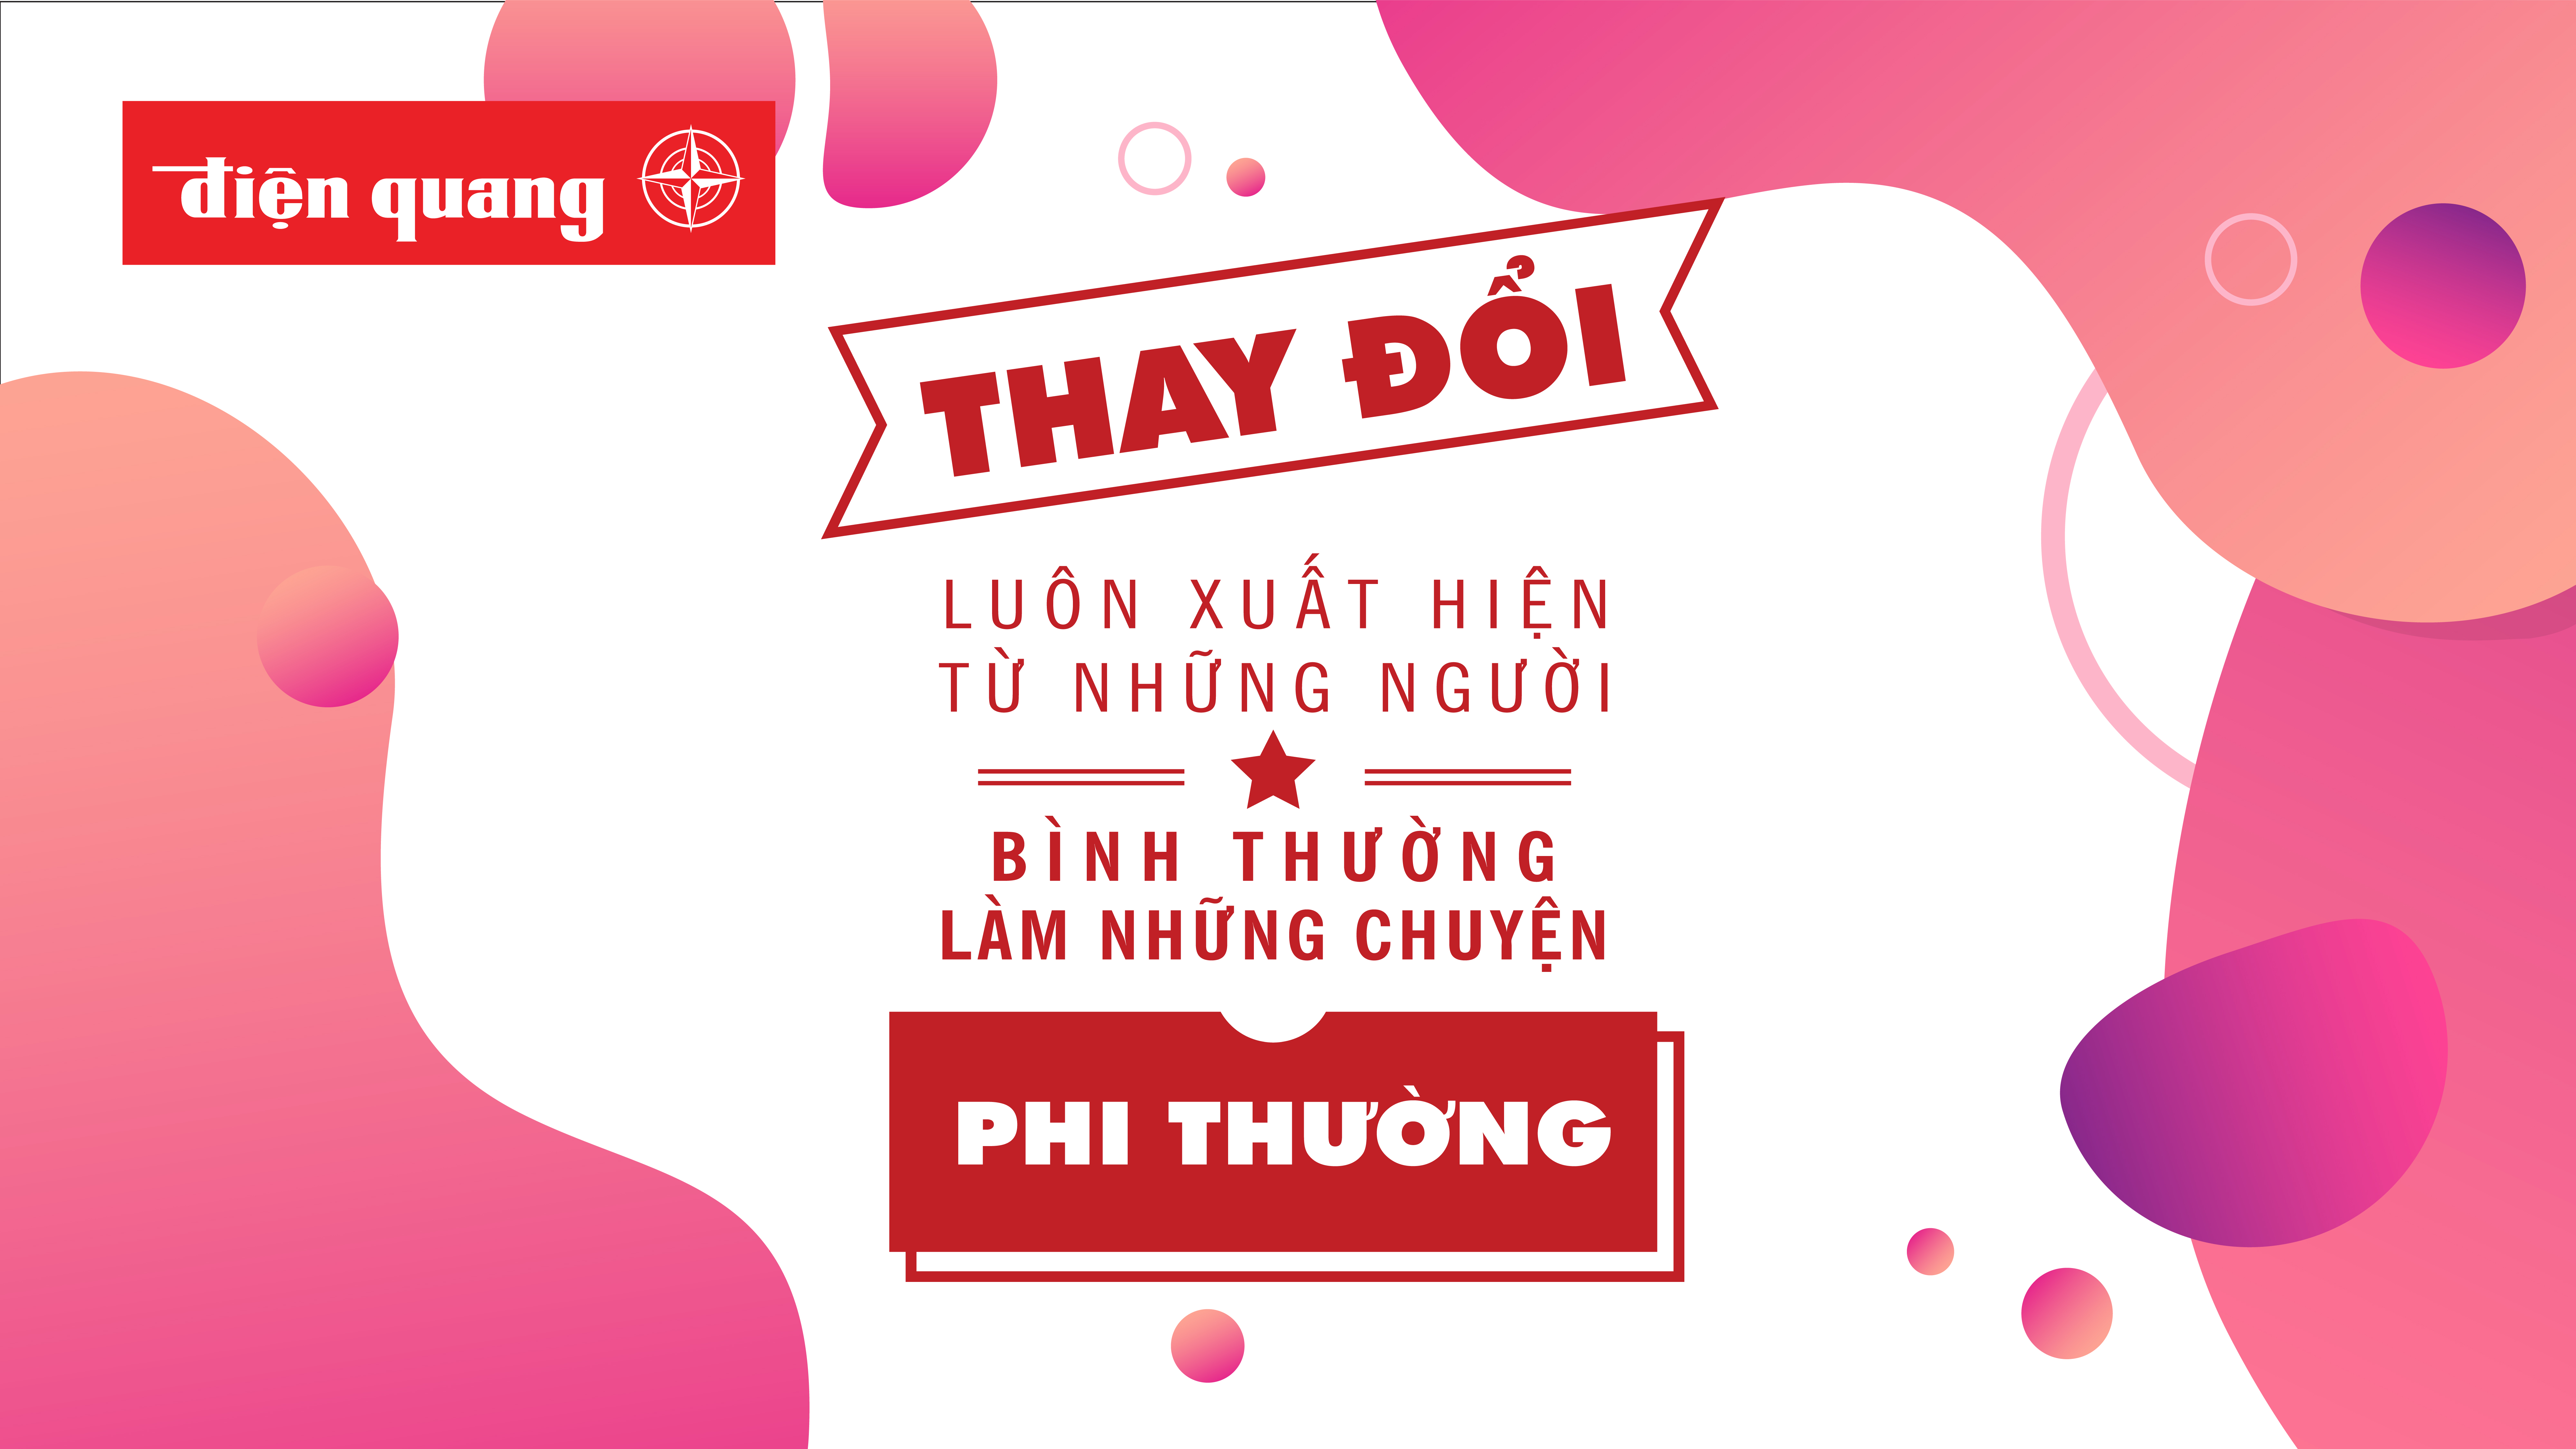 điện quang
THAY ĐỔI
LUÔN XUẤT HIỆN
TỪ NHỮNG NGƯỜI
BÌNH THƯỜNG
LÀM NHỮNG CHUYỆN
PHI THƯỜNG